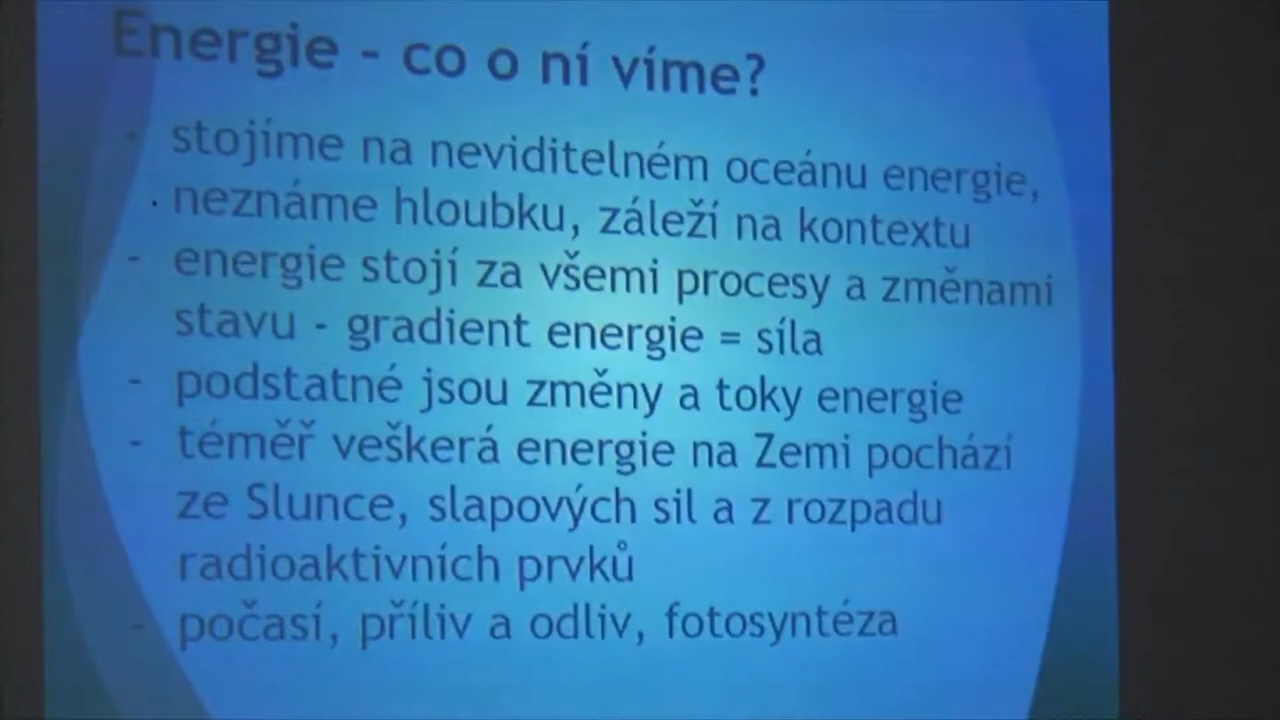 Energie - co o ní víme?
- stojíme na neviditelném oceánu energie,
neznáme hloubku, záleží na kontextu
- energie stojí za všemi procesy a změnami
stavu - gradient energie = síla
- podstatné jsou změny a toky energie
- téměř veškerá energie na Zemi pochází
ze Slunce, slapových sil a z rozpadu
radioaktivních prvků
- počasí, příliv a odliv, fotosyntéza